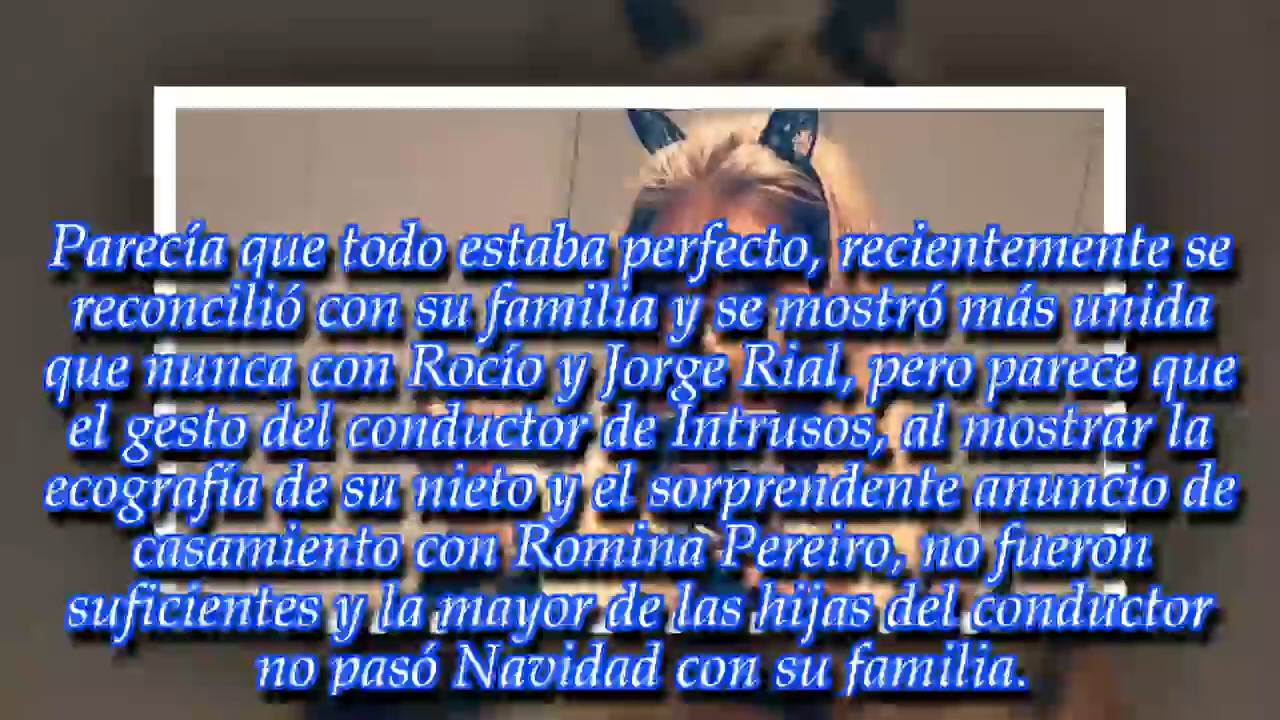 Parecía que todo estaba perfecto, recientemente se
reconcilió con su familia y se mostró más unida
que nunca con Rocío y Jorge Rial, pero parece que
el gesto del conductor de Intrusos, al mostrar la
ecografía de su nieto y el sorprendente anuncio de
casamiento con Romina Pereiro, no fueron
suficientes y la mayor de las hijas del conductor
no pasó Navidad con su familia.